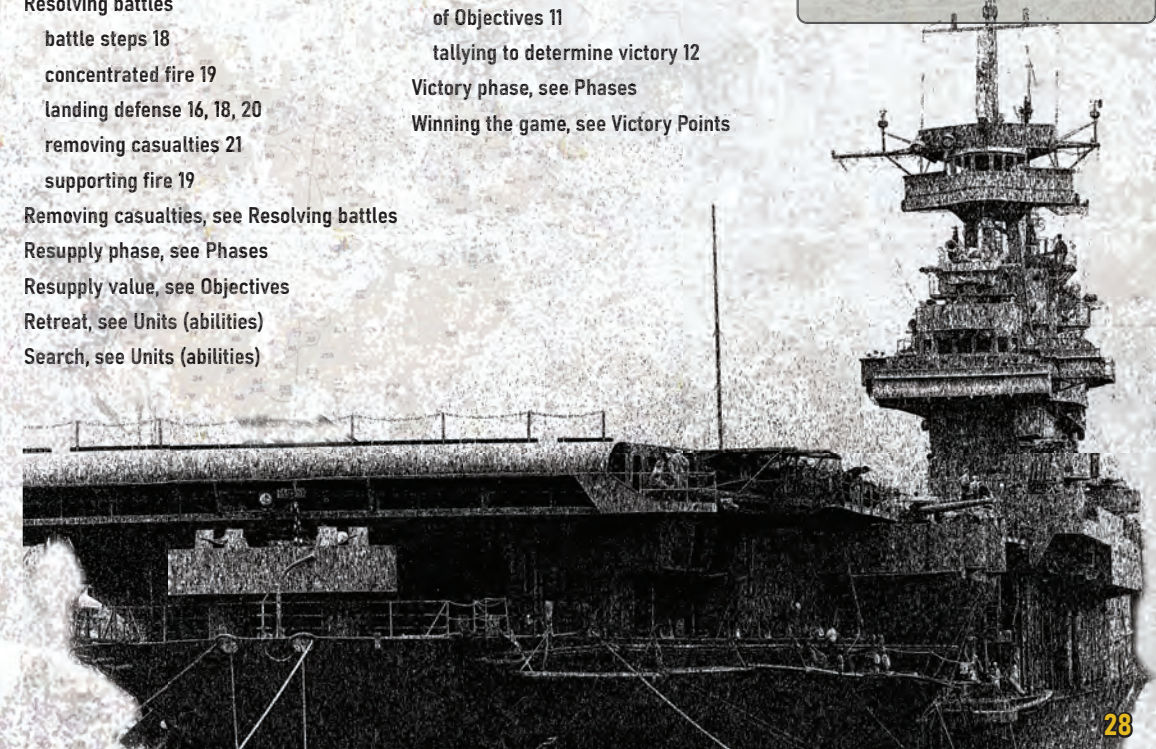 Resolving battles
battle steps 18
concentrated fire 19
landing defense 16, 18, 20
removing casualties 21
supporting fire 19
Removing casualties, see Resolving battles
Resupply phase, see Phases
Resupply value, see Objectives
Retreat, see Units (abilities)
Search, see Units (abilities)
of Objectives 11
tallying to determine victory 12
Victory phase, see Phases
Winning the game, see Victory Points
28